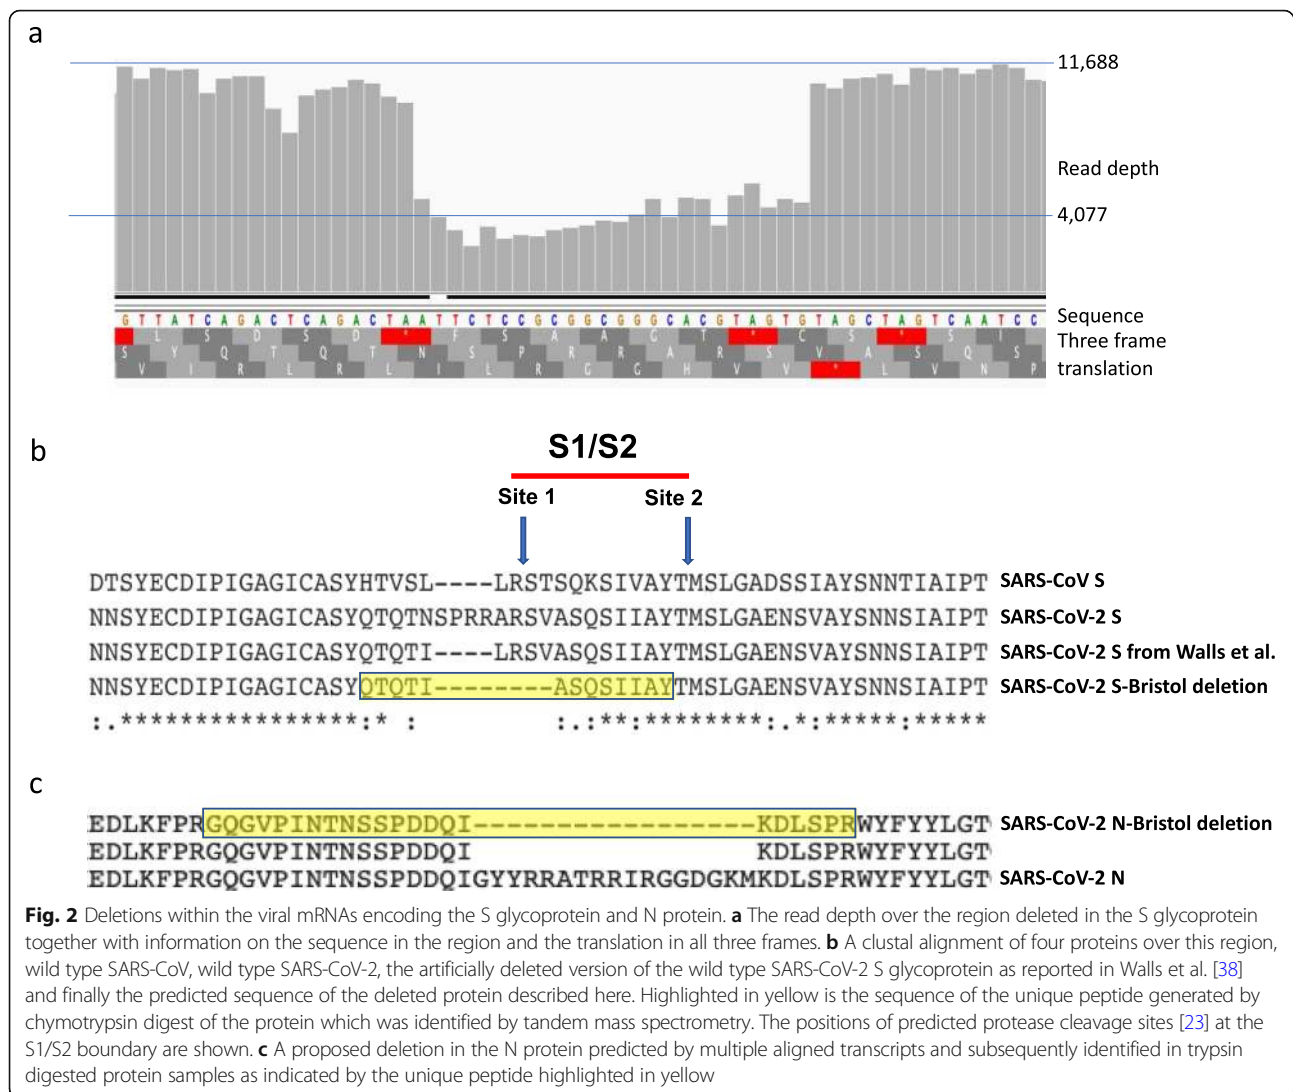 a
11,688
Read depth
4,077
G T T A T C A G A C T C A G A C T A A T T C T C C G C G G C G G G C A C G T A G T G T A G C T A G T C A A T C C Sequence
L S D S D * F S A A G T * C S * S I Three frame
S Y Q T Q T N S P R R A R S V A S Q S
V I R L R L I L R G G H V V * L V N P translation
b
S1/S2
Site 1 Site 2
DTSYECDIPIGAGICASYHTVSL----LRSTSQKSIVAYTMSLGADSSIAYSNNTIAIPT SARS-CoV S
NNSYECDIPIGAGICASYQTQTNSPRRARSVASQSIIAYTMSLGAENSVAYSNNSIAIPT SARS-CoV-2 S
NNSYECDIPIGAGICASYQTQTI----LRSVASQSIIAYTMSLGAENSVAYSNNSIAIPT SARS-CoV-2 S from Walls et al.
NNSYECDIPIGAGICASYQTQTI--------ASQSIIAYTMSLGAENSVAYSNNSIAIPT SARS-CoV-2 S-Bristol deletion
:.****************:* :         :.:**:********:.*:*****:*****
c
EDLKFPRGQGVPINTNSSPDDQI-----------------KDLSPRWYFYYLGT SARS-CoV-2 N-Bristol deletion
EDLKFPRGQGVPINTNSSPDDQI                 KDLSPRWYFYYLGT
EDLKFPRGQGVPINTNSSPDDQIGYYRRATRRIRGGDGKMKDLSPRWYFYYLGT SARS-CoV-2 N
Fig. 2 Deletions within the viral mRNAs encoding the S glycoprotein and N protein. a The read depth over the region deleted in the S glycoprotein
together with information on the sequence in the region and the translation in all three frames. b A clustal alignment of four proteins over this region,
wild type SARS-CoV, wild type SARS-CoV-2, the artificially deleted version of the wild type SARS-CoV-2 S glycoprotein as reported in Walls et al. [38]
and finally the predicted sequence of the deleted protein described here. Highlighted in yellow is the sequence of the unique peptide generated by
chymotrypsin digest of the protein which was identified by tandem mass spectrometry. The positions of predicted protease cleavage sites [23] at the
S1/S2 boundary are shown. c A proposed deletion in the N protein predicted by multiple aligned transcripts and subsequently identified in trypsin
digested protein samples as indicated by the unique peptide highlighted in yellow